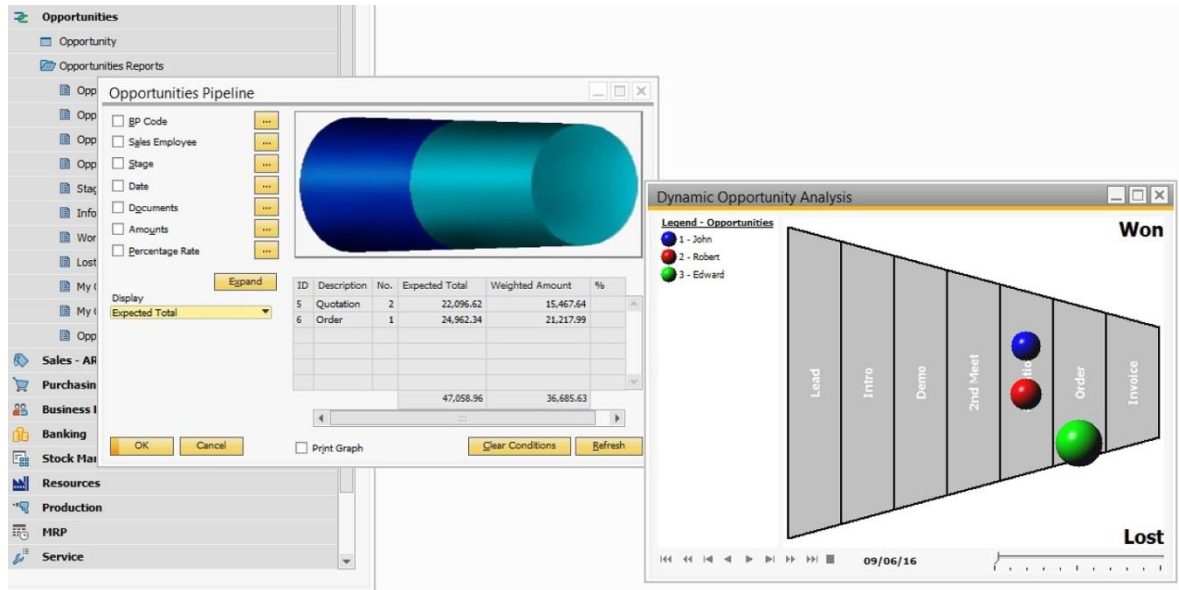 Opportunities
Opportunity
Opportunities Reports
Opp
Opp
Opp
Opp
Stag
Info
Wor
Lost
My
My
Opp
Sales - AR
Purchasin
Business
Banking
Stock Ma
Resources
Production
MRP
Service
Opportunities Pipeline
BP Code ...
Sales Employee ...
Stage ...
Date ...
Documents ...
Amounts ...
Percentage Rate ...
Expand
Display
Expected Total
ID Description No. Expected Total Weighted Amount %
5 Quotation 2 22,096.62 15,467.64
6 Order 1 24,962.34 21,217.99
47,058.96 36,685.63
OK Cancel
Print Graph
Clear Conditions Refresh
Dynamic Opportunity Analysis
Legend - Opportunities
1 - John
2 - Robert
3 - Edward
Won
Lead
Intro
Demo
2nd Meet
Order
Invoice
Lost
09/06/16